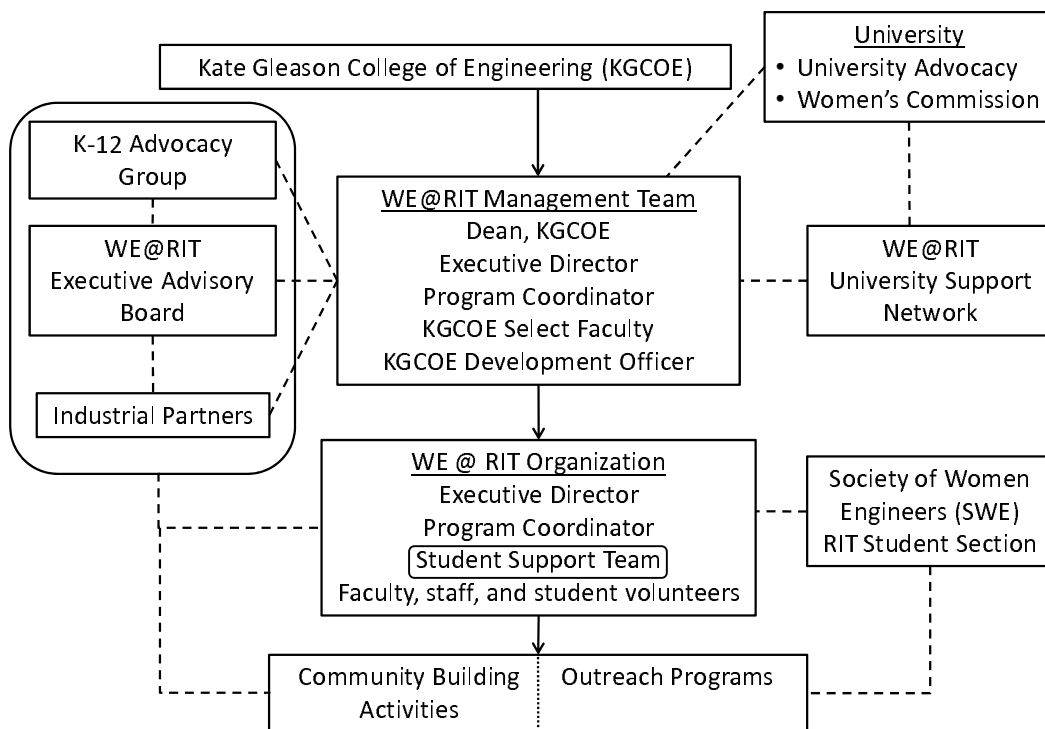 Kate Gleason College of Engineering (KGCOE)
University
• University Advocacy
• Women’s Commission
K-12 Advocacy
Group
WE@RIT
Executive Advisory
Board
Industrial Partners
WE@RIT Management Team
Dean, KGCOE
Executive Director
Program Coordinator
KGCOE Select Faculty
KGCOE Development Officer
WE@RIT
University Support
Network
WE @ RIT Organization
Executive Director
Program Coordinator
Student Support Team
Faculty, staff, and student volunteers
Society of Women
Engineers (SWE)
RIT Student Section
Community Building
Activities
Outreach Programs